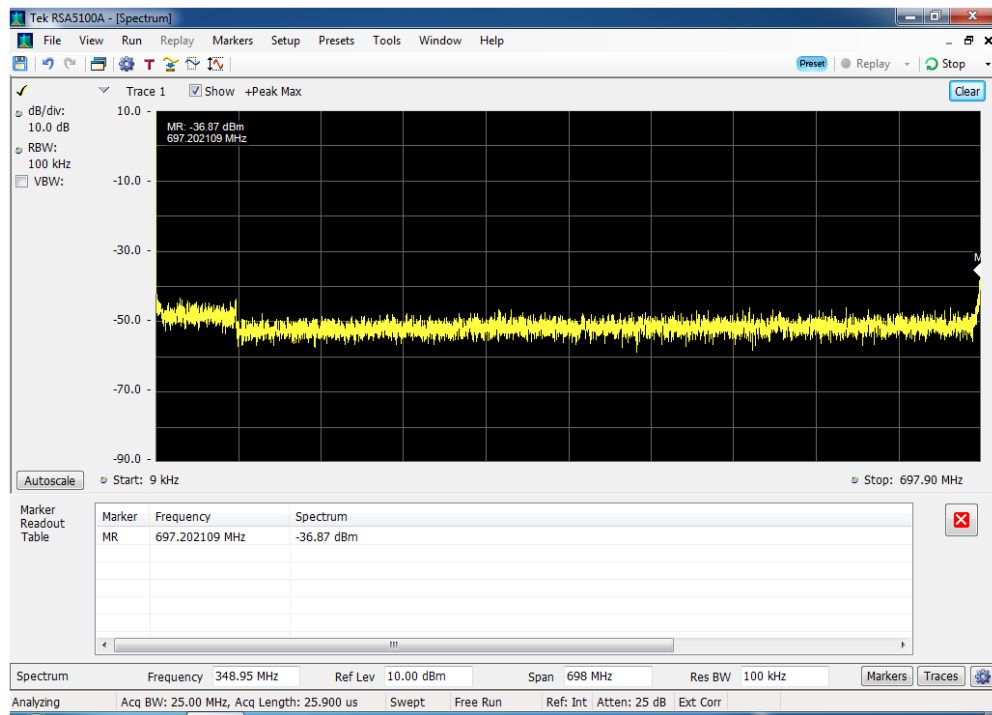 Tek RSA5100A - [Spectrum]
File View Run Replay Markers Setup Presets Tools Window Help
Preset Replay Stop
Trace 1 Show +Peak Max Clear
dB/div:
10.0 dB
RBW:
100 kHz
VBW:
10.0
-10.0
-30.0
-50.0
-70.0
-90.0
MR: -36.87 dBm
697.202109 MHz
M
Autoscale Start: 9 kHz Stop: 697.90 MHz
Marker
Readout
Table
Marker Frequency Spectrum
MR 697.202109 MHz -36.87 dBm
Spectrum Frequency 348.95 MHz Ref Lev 10.00 dBm Span 698 MHz Res BW 100 kHz Markers Traces
Analyzing Acq BW: 25.00 MHz, Acq Length: 25.900 us Swept Free Run Ref: Int Atten: 25 dB Ext Corr